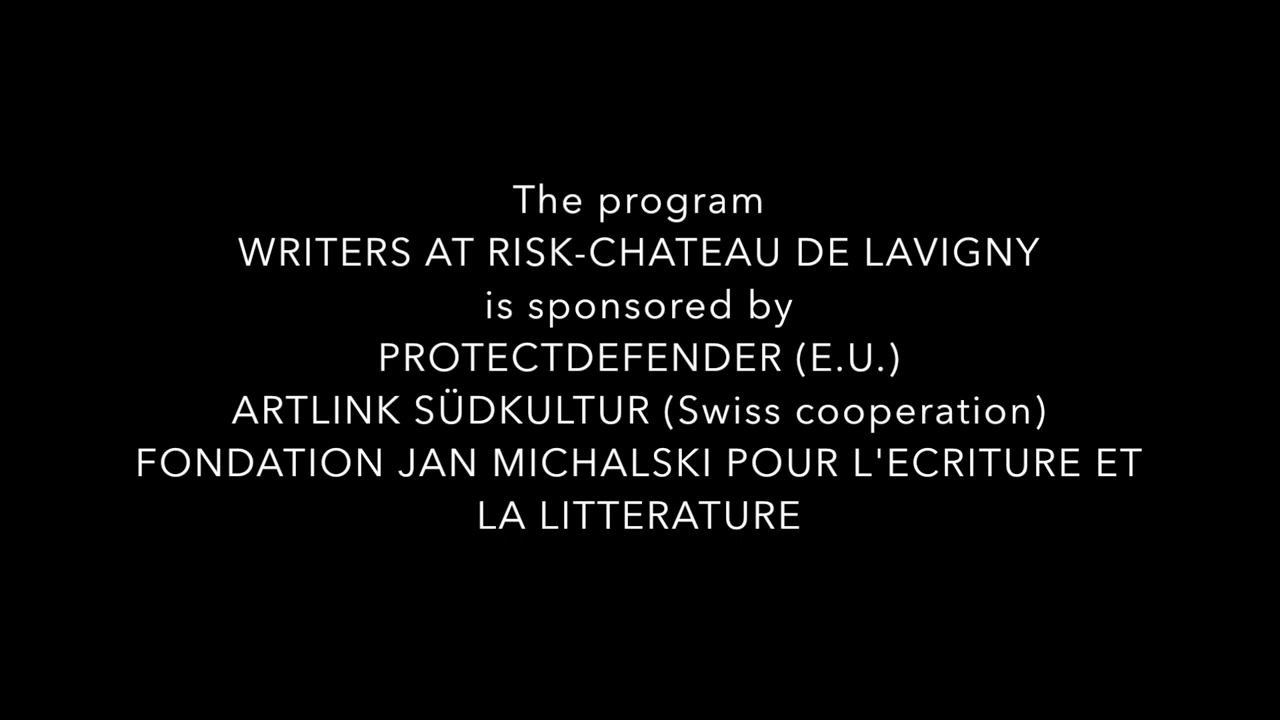 The program
WRITERS AT RISK-CHATEAU DE LAVIGNY
is sponsored by
PROTECTDEFENDER (E.U.)
ARTLINK SÜDKULTUR (Swiss cooperation)
FONDATION JAN MICHALSKI POUR L'ECRITURE ET
LA LITTERATURE